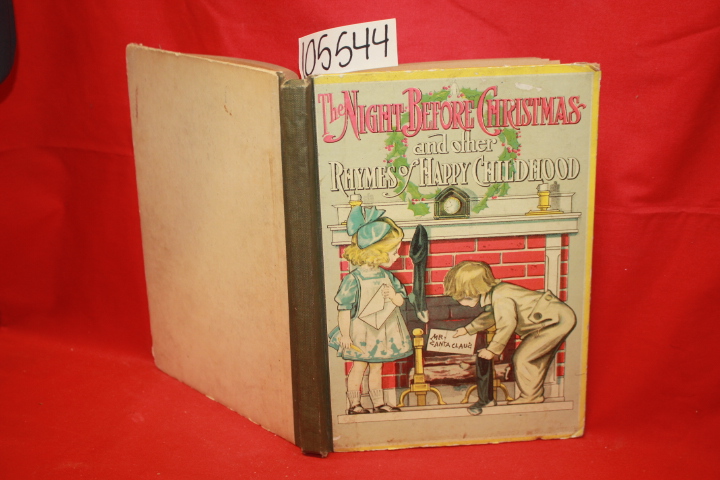 105544
The NIGHT BEFORE CHRISTMAS
and other
RHYMES of HAPPY CHILDHOOD
MR.
SANTA CLAUS